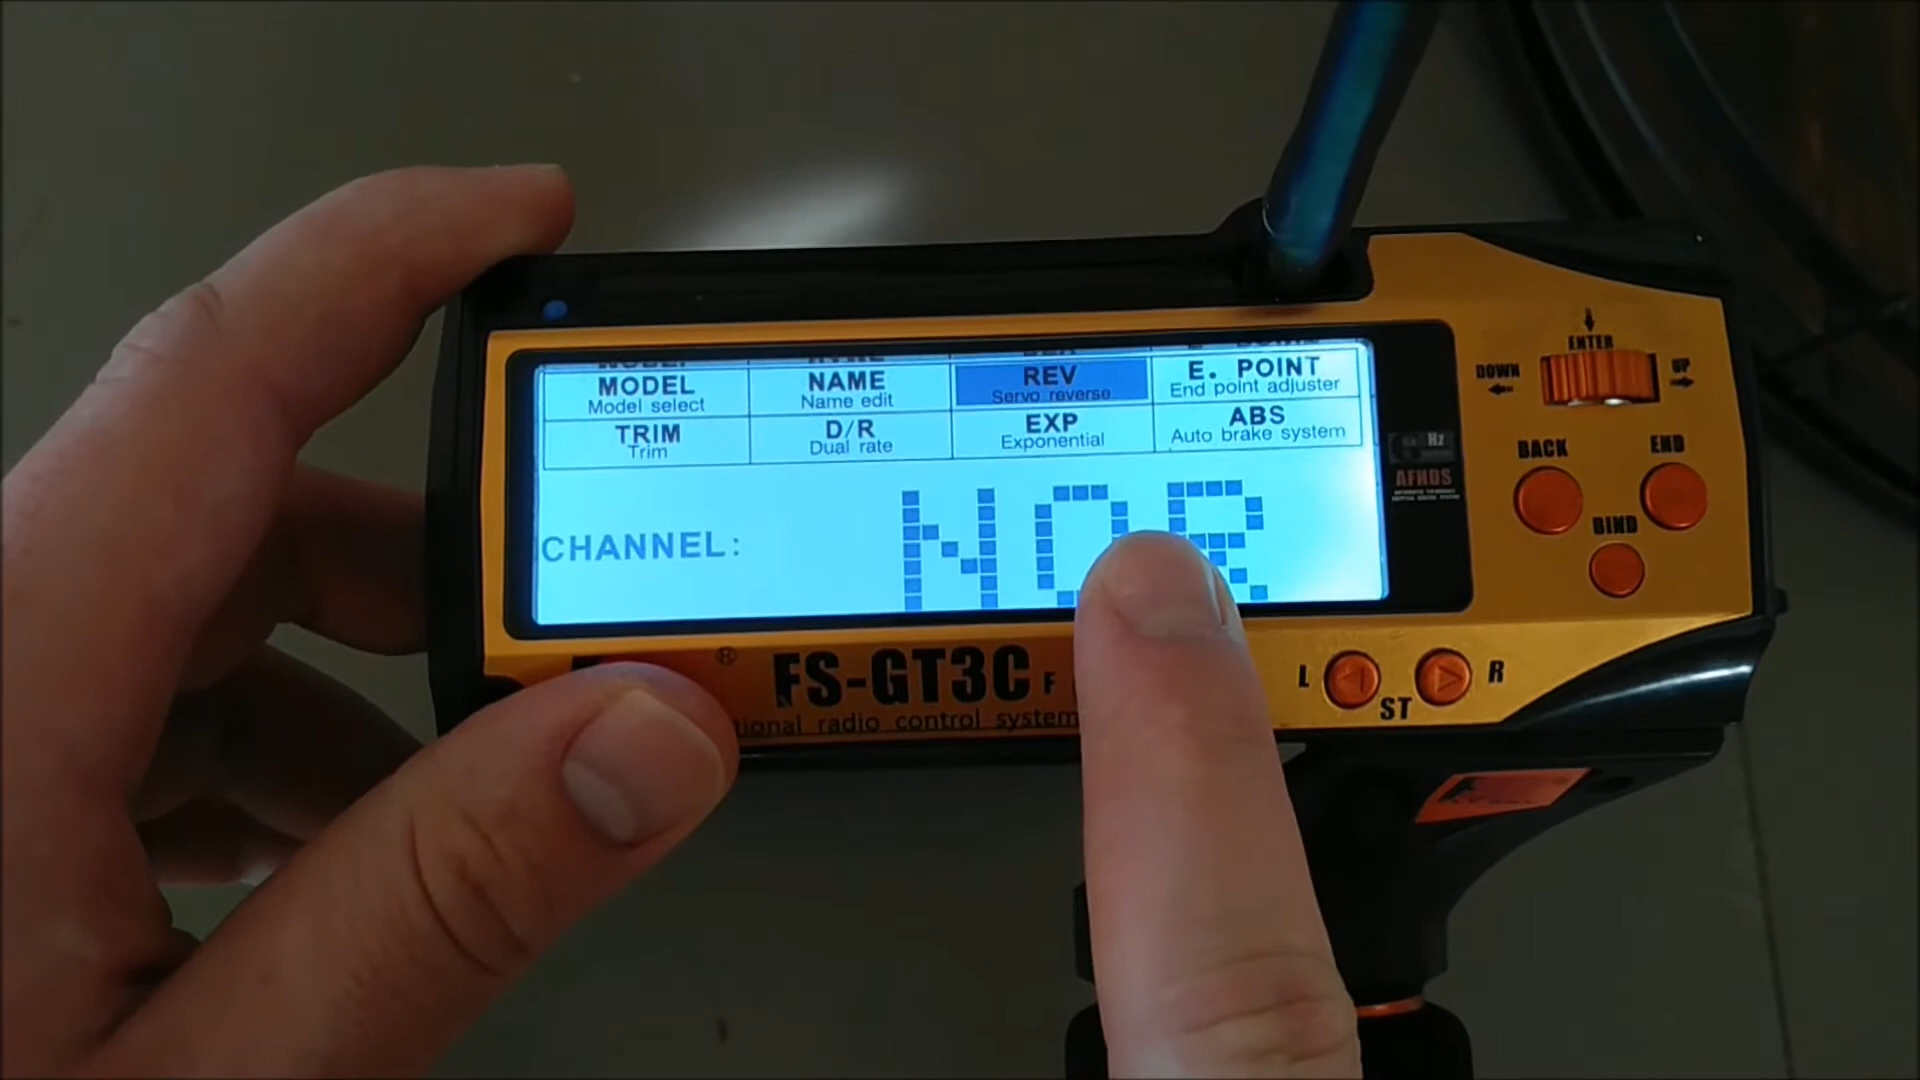 MODEL
Model select
NAME
Name edit
REV
Servo reverse
E. POINT
End point adjuster
TRIM
Trim
D/R
Dual rate
EXP
Exponential
ABS
Auto brake system
CHANNEL:
NOR
Hz
AFHDS
ENTER
DOWN
UP
BACK
END
BIND
L
R
ST
®
FS-GT3C F
tional radio control system